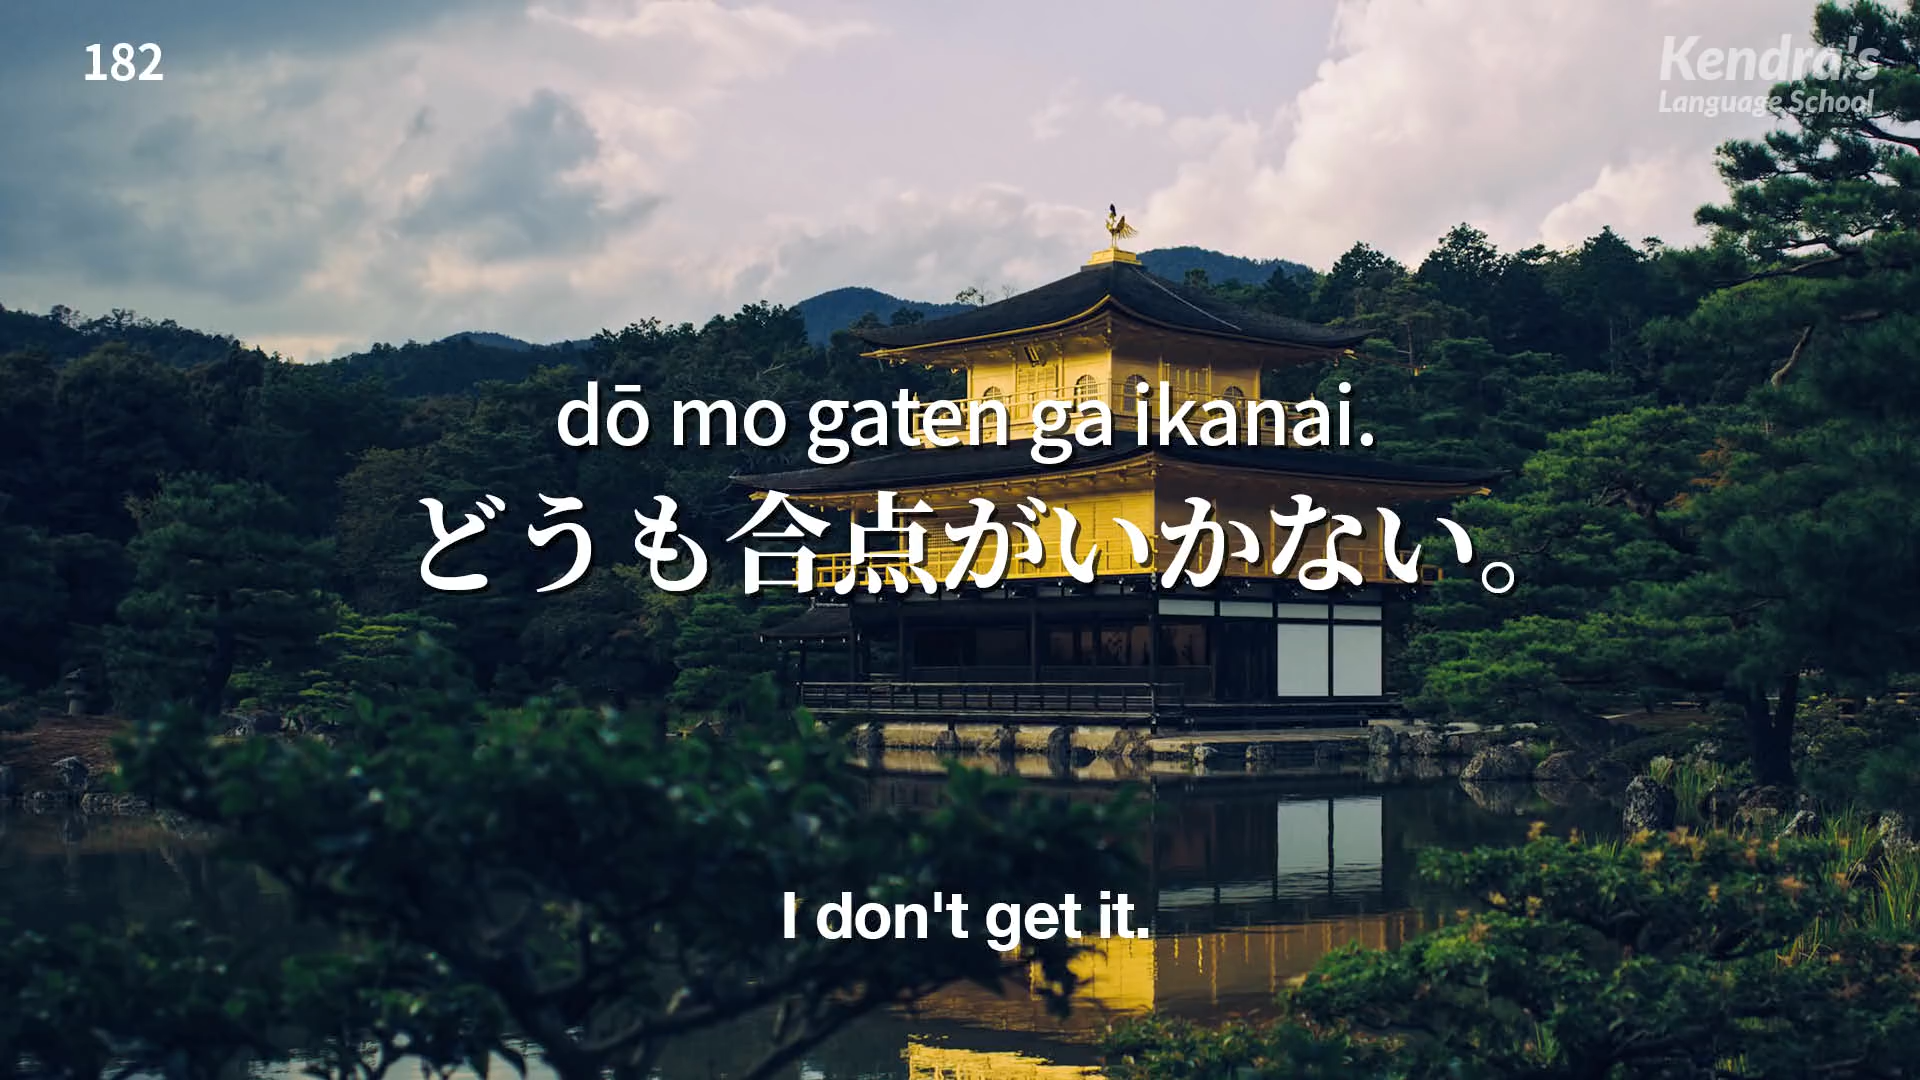 182
Kendra's
Language School
dō mo gaten ga ikanai.
どうも合点がいかない。
I don't get it.